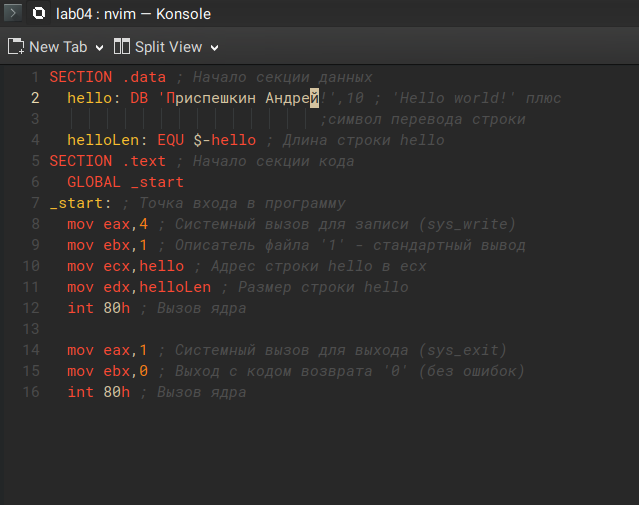 lab04 : nvim — Konsole
New Tab Split View
1 SECTION .data ; Начало секции данных
2 hello: DB 'Приспешкин Андрей!',10 ; 'Hello world!' плюс
3 ;символ перевода строки
4 helloLen: EQU $-hello ; Длина строки hello
5 SECTION .text ; Начало секции кода
6 GLOBAL _start
7 _start: ; Точка входа в программу
8 mov eax,4 ; Системный вызов для записи (sys_write)
9 mov ebx,1 ; Описатель файла '1' - стандартный вывод
10 mov ecx,hello ; Адрес строки hello в ecx
11 mov edx,helloLen ; Размер строки hello
12 int 80h ; Вызов ядра
13
14 mov eax,1 ; Системный вызов для выхода (sys_exit)
15 mov ebx,0 ; Выход с кодом возврата '0' (без ошибок)
16 int 80h ; Вызов ядра